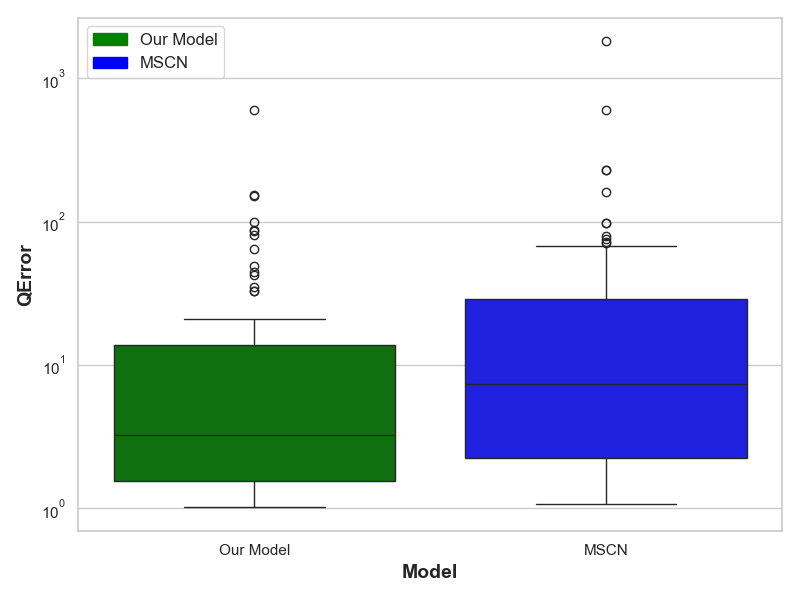 Our Model
MSCN
10³
10²
10¹
10⁰
QError
Our Model MSCN
Model